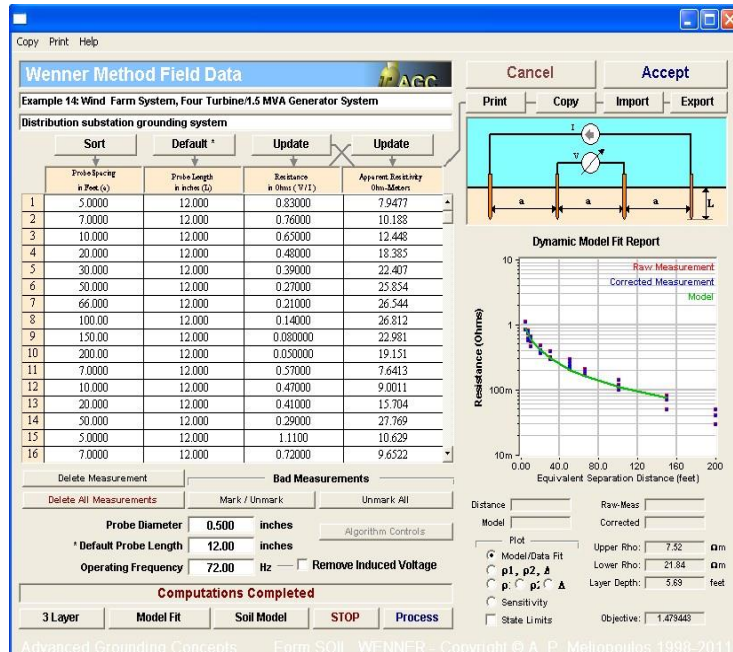 Copy Print Help
Wenner Method Field Data
AGC
Cancel Accept
Example 14: Wind Farm System, Four Turbine/1.5 MVA Generator System
Print Copy Import Export
Distribution substation grounding system
Sort Default * Update Update
Probe Spacing in Feet (a) Probe Length in inches (L) Resistance in Ohms ( V / I ) Apparent Resistivity Ohm-Meters
1 5.0000 12.000 0.83000 7.9477
2 7.0000 12.000 0.76000 10.188
3 10.000 12.000 0.65000 12.448
4 20.000 12.000 0.48000 18.385
5 30.000 12.000 0.39000 22.407
6 50.000 12.000 0.27000 25.854
7 66.000 12.000 0.21000 26.544
8 100.00 12.000 0.14000 26.812
9 150.00 12.000 0.080000 22.981
10 200.00 12.000 0.050000 19.151
11 7.0000 12.000 0.57000 7.6413
12 10.000 12.000 0.47000 9.0011
13 20.000 12.000 0.41000 15.704
14 50.000 12.000 0.29000 27.769
15 5.0000 12.000 1.1100 10.629
16 7.0000 12.000 0.72000 9.6522
I
V
a a a L
Dynamic Model Fit Report
Raw Measurement
Corrected Measurement
Model
Resistance (Ohms)
10
1
100m
10m
0.00 40.0 80.0 120 160 200
Equivalent Separation Distance (feet)
Delete Measurement Bad Measurements
Delete All Measurements Mark / Unmark Unmark All
Probe Diameter 0.500 inches
Algorithm Controls
* Default Probe Length 12.00 inches
Operating Frequency 72.00 Hz Remove Induced Voltage
Computations Completed
3 Layer Model Fit Soil Model STOP Process
Distance Raw-Meas
Model Corrected
Plot
Model/Data Fit
ρ1, ρ2, &
Sensitivity
State Limits
Upper Rho: 7.52 Ωm
Lower Rho: 21.84 Ωm
Layer Depth: 5.69 feet
Objective: 1.479443
Advanced Grounding Concepts Form SOIL_WENNER - Copyright © A. P. Meliopoulos 1998-2011